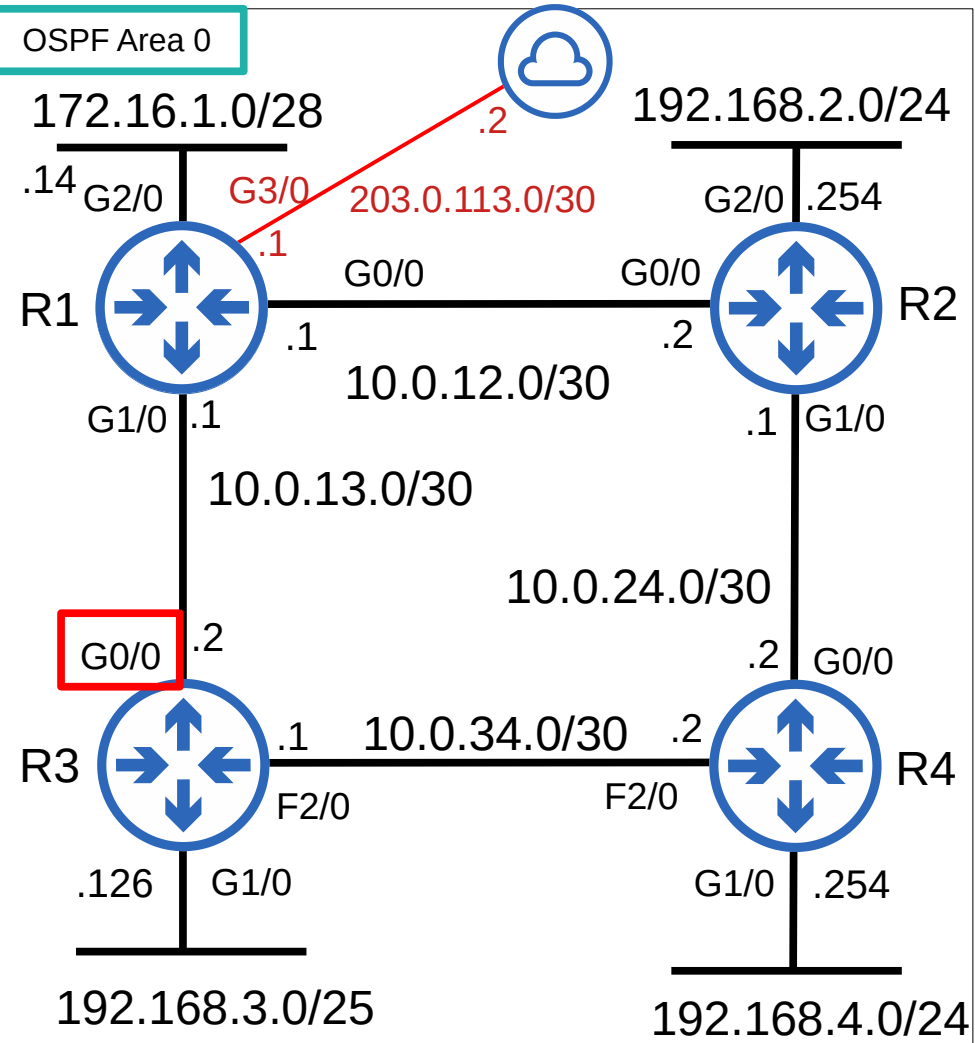 OSPF Area 0
172.16.1.0/28
192.168.2.0/24
.2
.14
G2/0
G3/0
203.0.113.0/30
G2/0
.254
.1
G0/0
G0/0
R1
R2
.1
.2
10.0.12.0/30
G1/0
.1
.1
G1/0
10.0.13.0/30
10.0.24.0/30
G0/0
.2
.2
G0/0
R3
.1
10.0.34.0/30
.2
R4
F2/0
F2/0
.126
G1/0
G1/0
.254
192.168.3.0/25
192.168.4.0/24